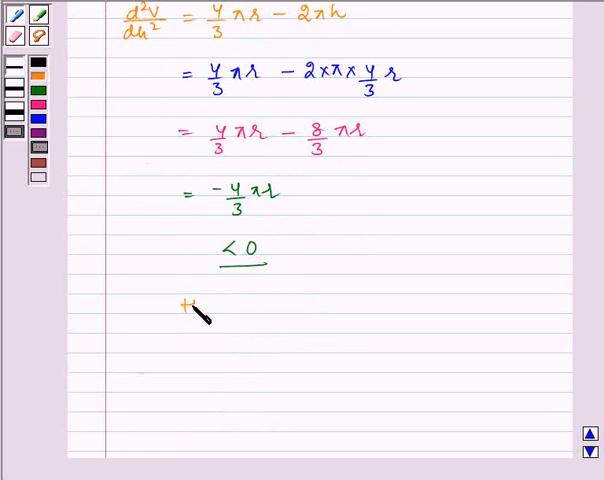 d²V/dh² = 4/3 πr − 2πh
= 4/3 πr − 2×π×4/3 r
= 4/3 πr − 8/3 πr
= −4/3 πr
< 0